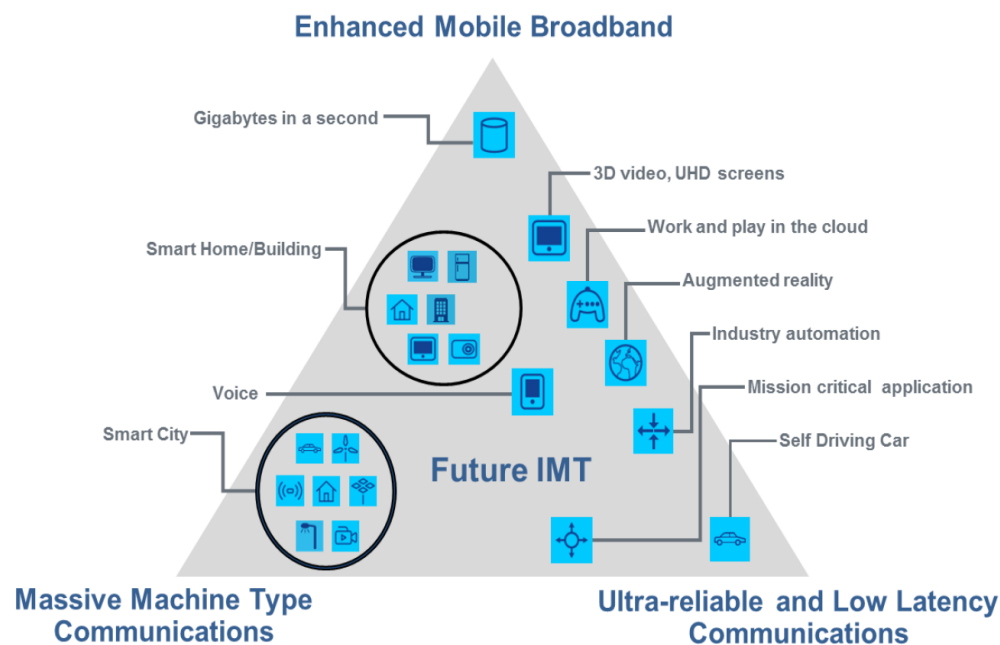 Enhanced Mobile Broadband
Gigabytes in a second
3D video, UHD screens
Work and play in the cloud
Smart Home/Building
Augmented reality
Industry automation
Mission critical application
Voice
Smart City
Self Driving Car
Future IMT
Massive Machine Type
Communications
Ultra-reliable and Low Latency
Communications